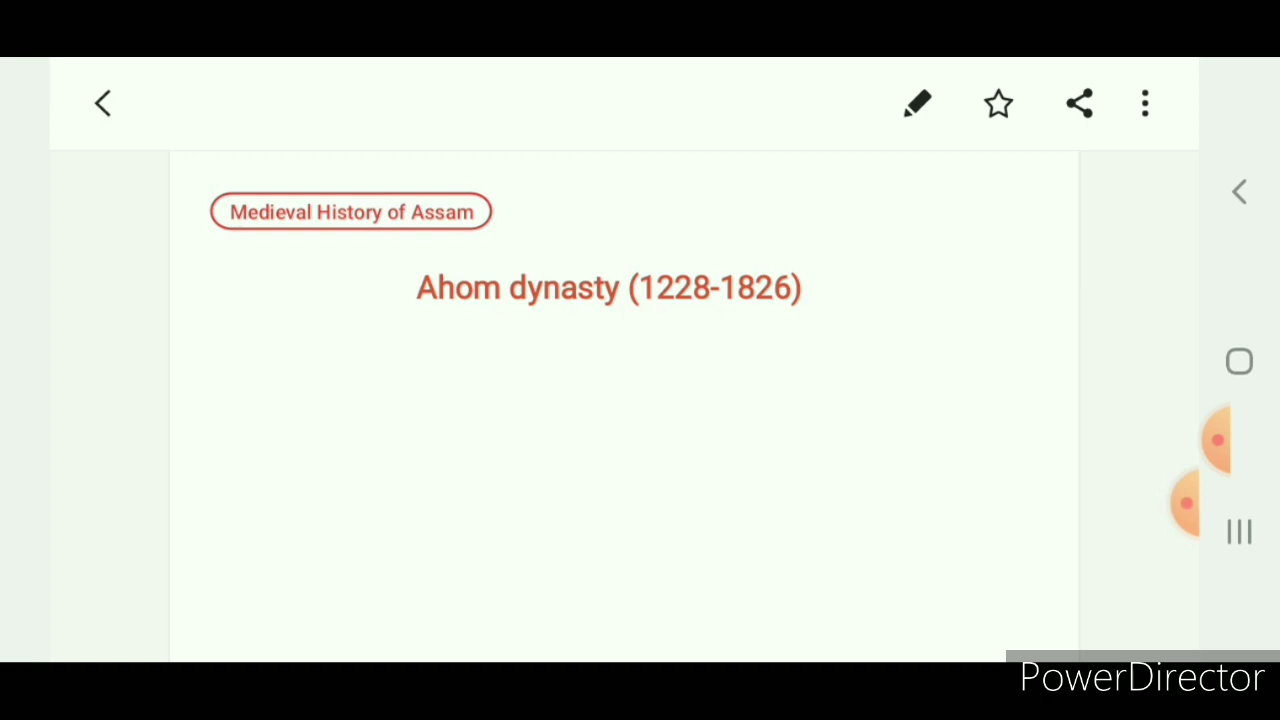 Medieval History of Assam
Ahom dynasty (1228-1826)
PowerDirector